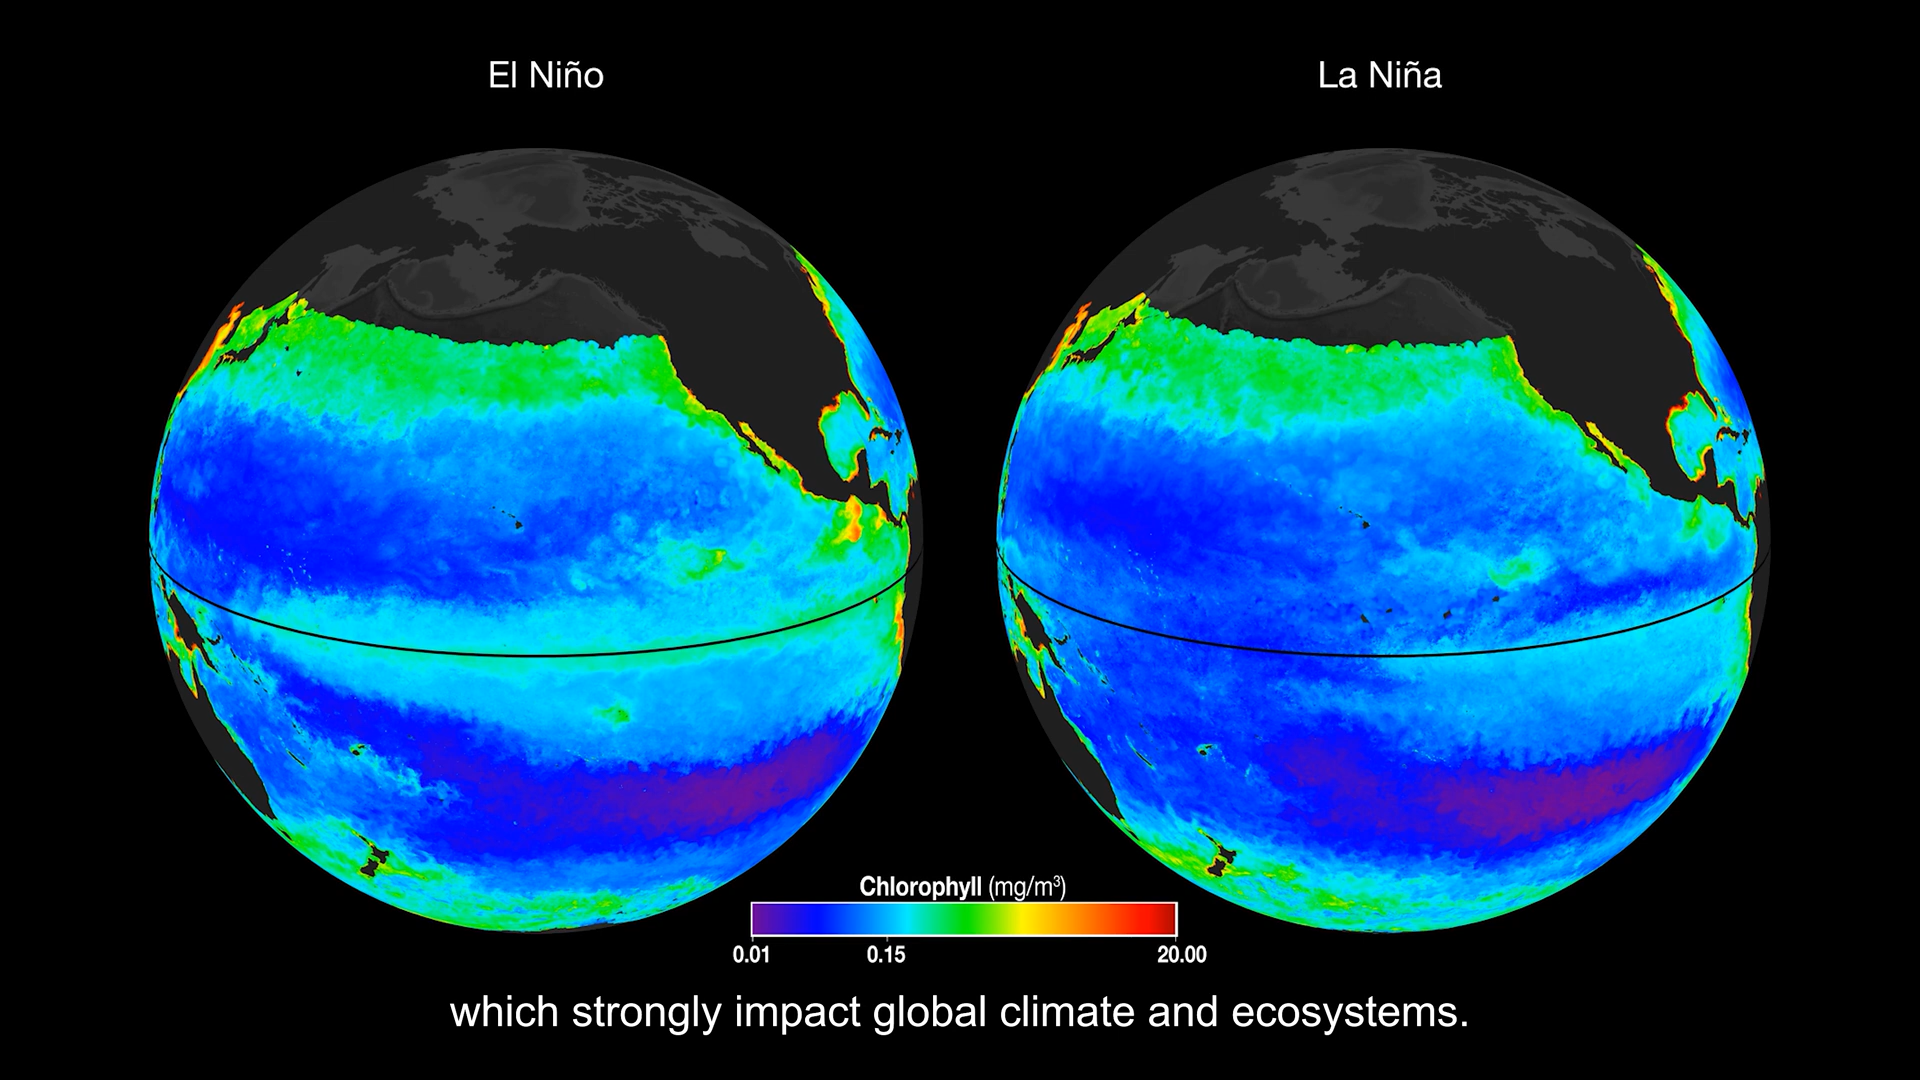 El Niño
La Niña
Chlorophyll (mg/m³)
0.01 0.15 20.00
which strongly impact global climate and ecosystems.